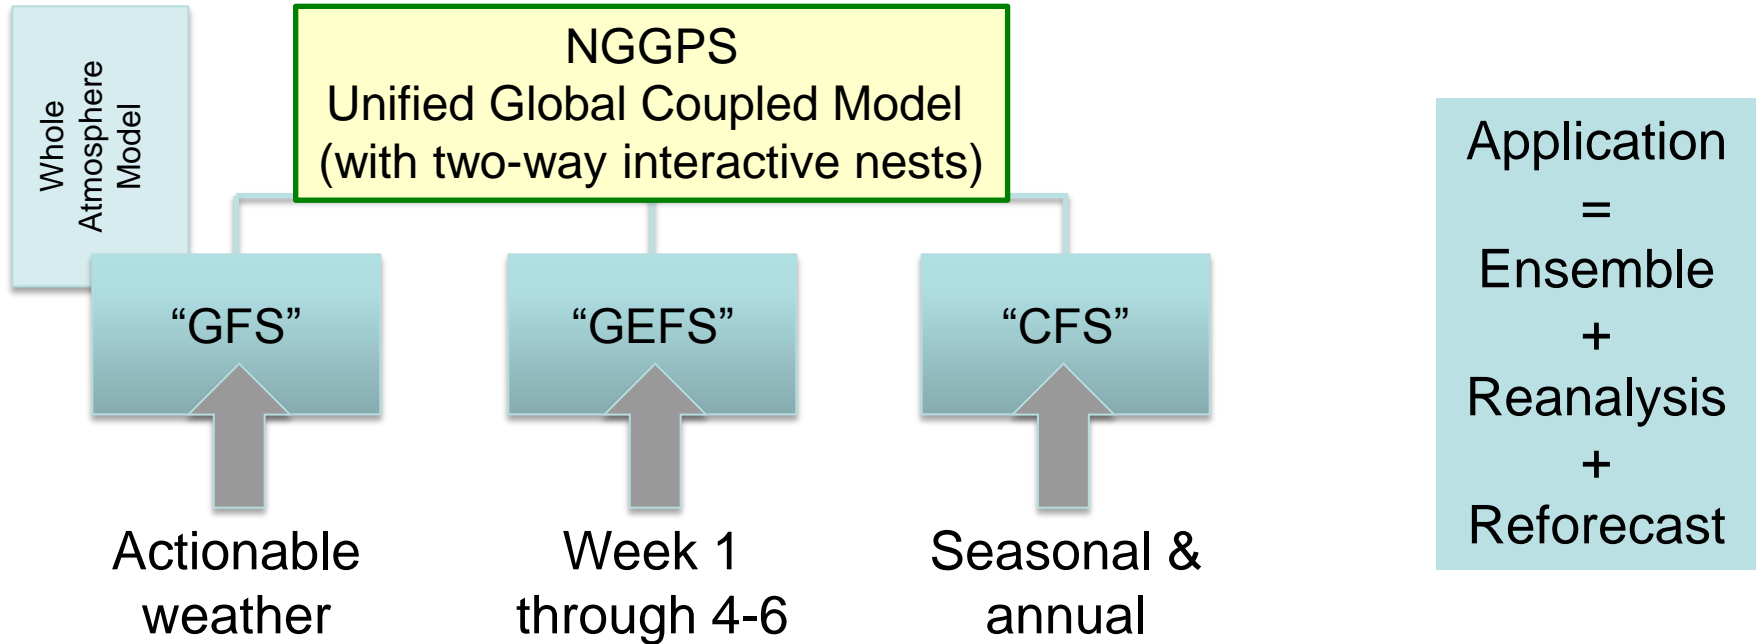 Whole
Atmosphere
Model
NGGPS
Unified Global Coupled Model
(with two-way interactive nests)
“GFS”
“GEFS”
“CFS”
Actionable
weather
Week 1
through 4-6
Seasonal &
annual
Application
=
Ensemble
+
Reanalysis
+
Reforecast